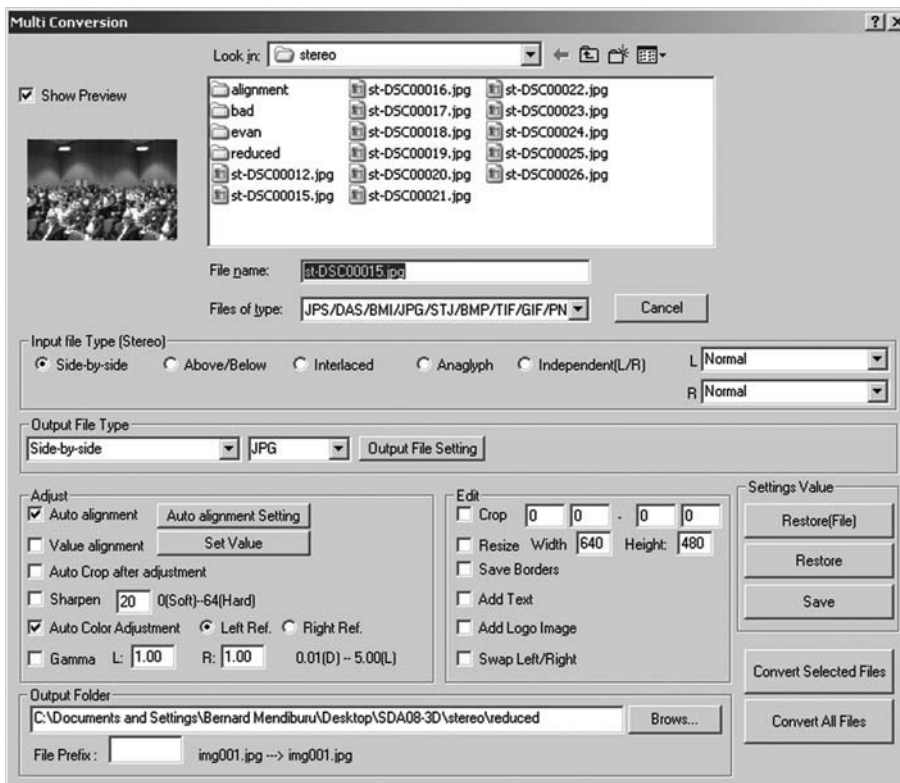 Multi Conversion
Look in: stereo
Show Preview
alignment st-DSC00016.jpg st-DSC00022.jpg
bad st-DSC00017.jpg st-DSC00023.jpg
evan st-DSC00018.jpg st-DSC00024.jpg
reduced st-DSC00019.jpg st-DSC00025.jpg
st-DSC00012.jpg st-DSC00020.jpg st-DSC00026.jpg
st-DSC00015.jpg st-DSC00021.jpg
File name: st-DSC00015.jpg
Files of type: JPS/DAS/BMI/JPG/STJ/BMP/TIF/GIF/PN Cancel
Input file Type (Stereo)
Side-by-side Above/Below Interlaced Anaglyph Independent(L/R) L Normal
R Normal
Output File Type
Side-by-side JPG Output File Setting
Adjust Edit Settings Value
Auto alignment Auto alignment Setting Crop 0 0 - 0 0 Restore(File)
Value alignment Set Value Resize Width 640 Height: 480
Auto Crop after adjustment Save Borders Restore
Sharpen 20 0(Soft)--64(Hard) Add Text Save
Auto Color Adjustment Left Ref. Right Ref. Add Logo Image
Gamma L: 1.00 R: 1.00 0.01(D) -- 5.00(L) Swap Left/Right Convert Selected Files
Output Folder
C:\Documents and Settings\Bernard Mendiburu\Desktop\SDA08-3D\stereo\reduced Brows... Convert All Files
File Prefix : img001.jpg ---> img001.jpg